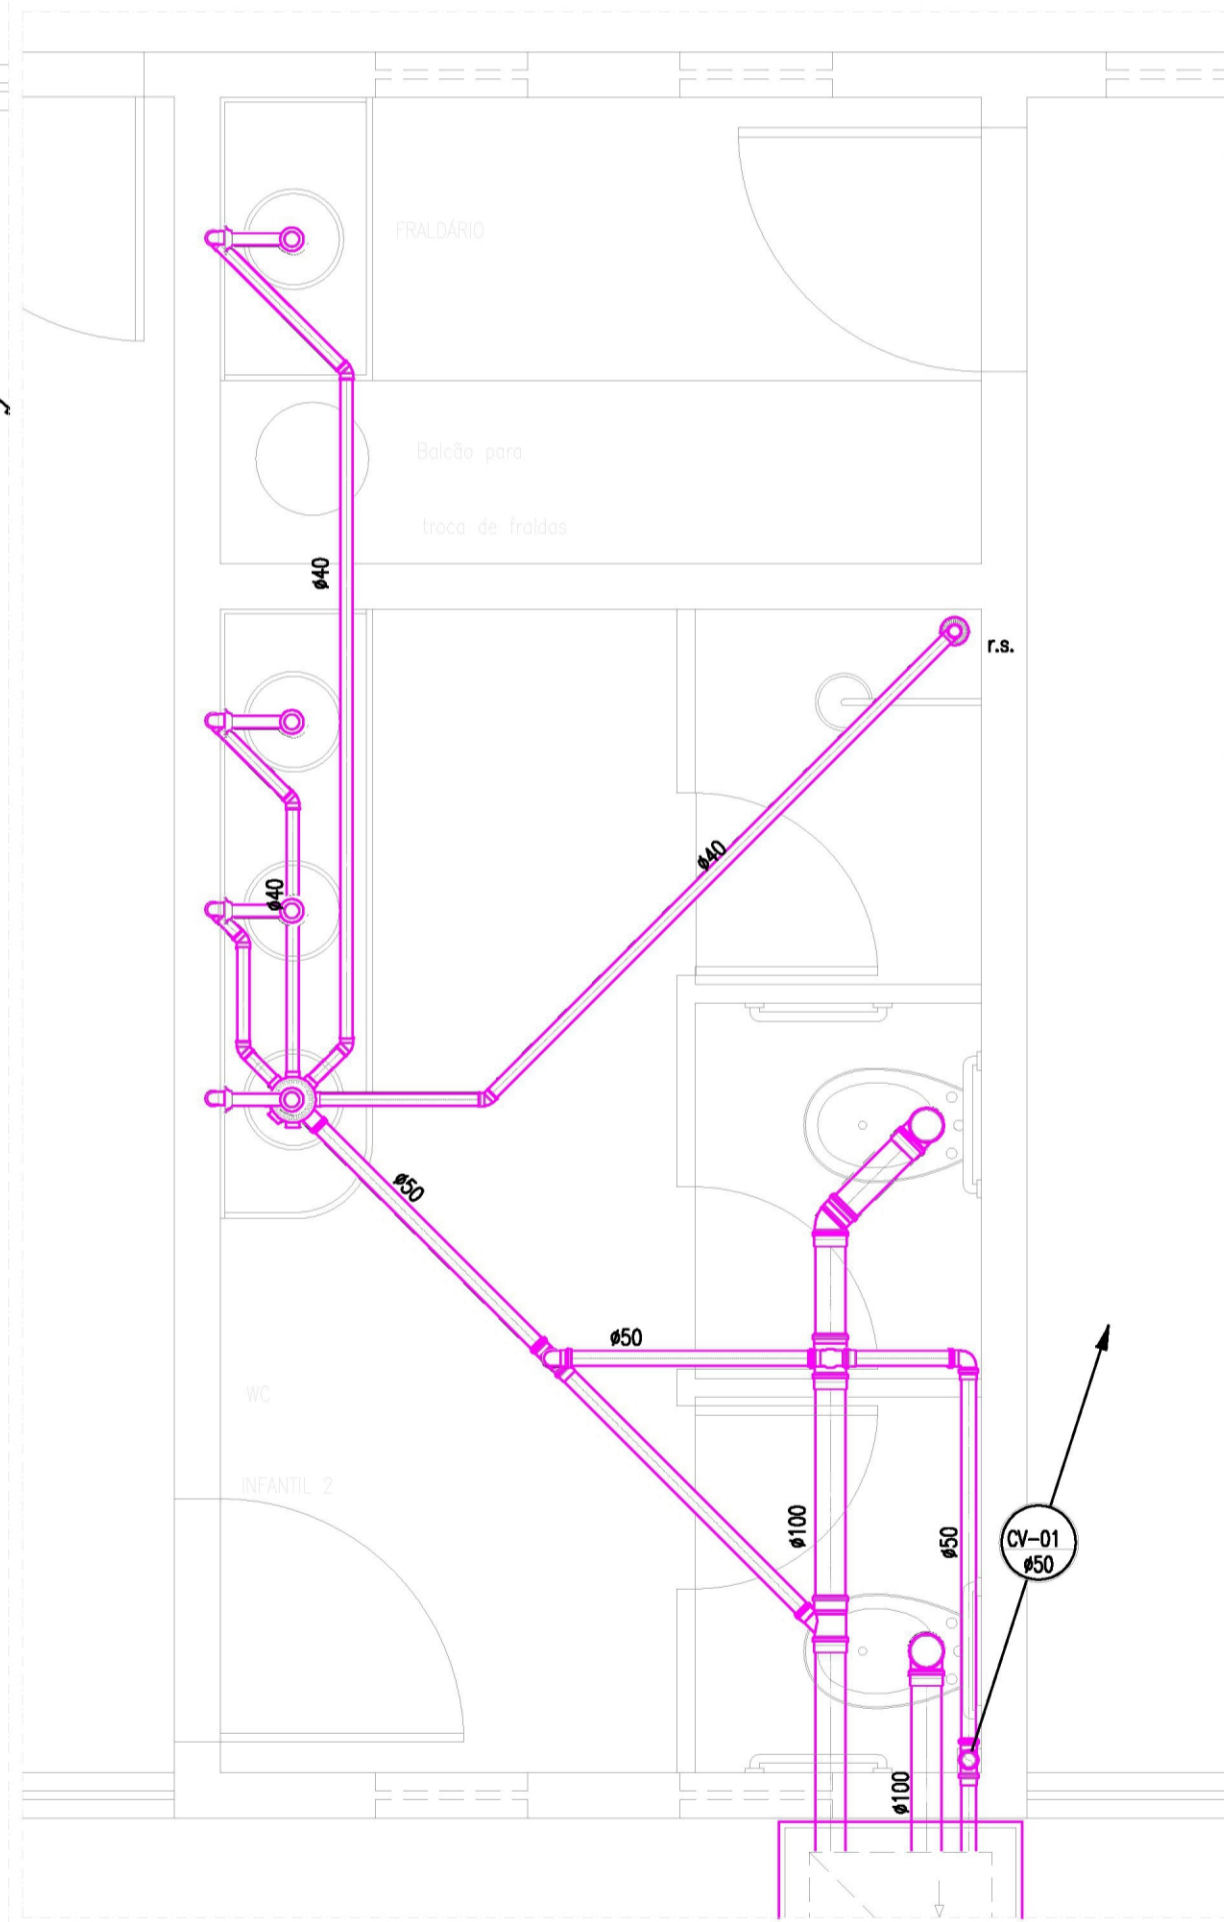 FRALDÁRIO
Balcão para
troca de fraldas
ø40
r.s.
ø40
ø40
ø50
ø50
WC
INFANTIL 2
ø100
ø50
CV-01
ø50
ø100